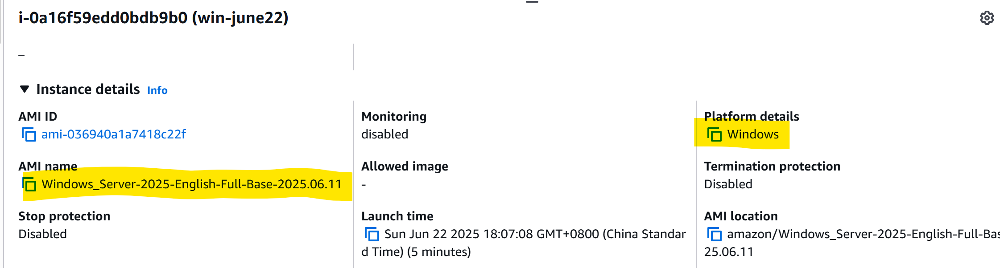 i-0a16f59edd0bdb9b0 (win-june22)
–
Instance details Info
AMI ID
ami-036940a1a7418c22f
Monitoring
disabled
Platform details
Windows
AMI name
Windows_Server-2025-English-Full-Base-2025.06.11
Allowed image
-
Termination protection
Disabled
Stop protection
Disabled
Launch time
Sun Jun 22 2025 18:07:08 GMT+0800 (China Standar
d Time) (5 minutes)
AMI location
amazon/Windows_Server-2025-English-Full-Bas
25.06.11